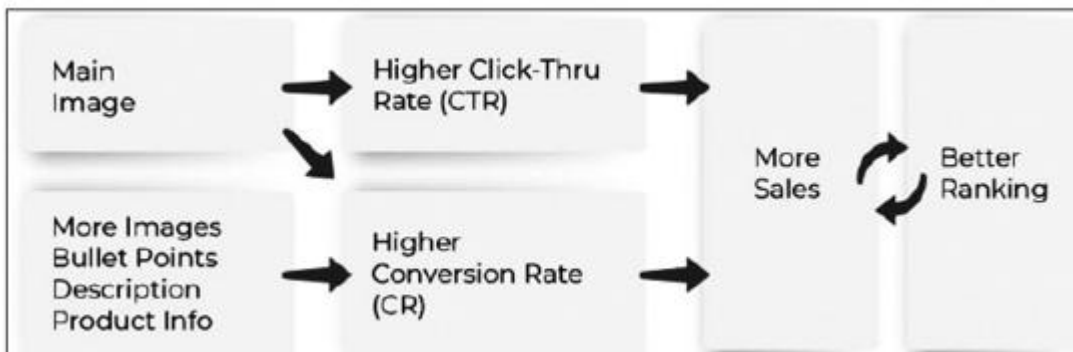 Main
Image
Higher Click-Thru
Rate (CTR)
More Images
Bullet Points
Description
Product Info
Higher
Conversion Rate
(CR)
More
Sales
Better
Ranking